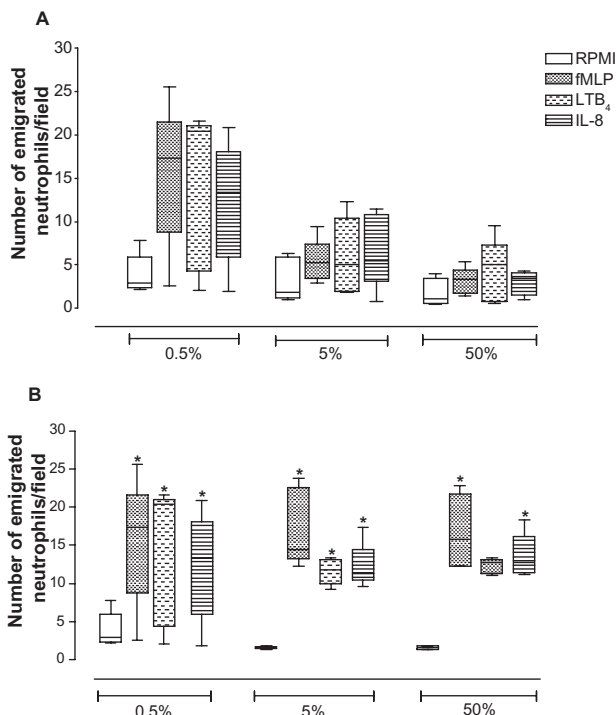 A
Number of emigrated
neutrophils/field
30
25
20
15
10
5
0
RPMI
fMLP
LTB₄
IL-8
0.5%
5%
50%
B
Number of emigrated
neutrophils/field
30
25
20
15
10
5
0
*
*
*
*
*
*
*
*
0.5%
5%
50%